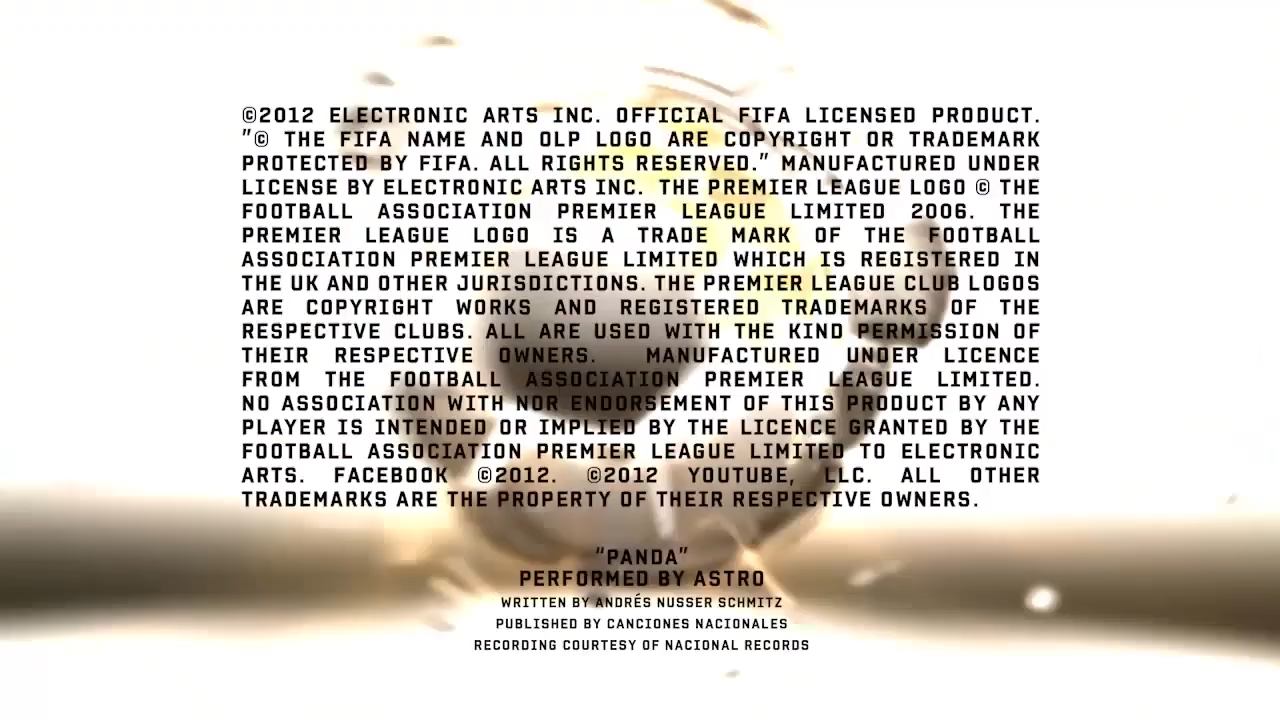 ©2012 ELECTRONIC ARTS INC. OFFICIAL FIFA LICENSED PRODUCT.
"© THE FIFA NAME AND OLP LOGO ARE COPYRIGHT OR TRADEMARK
PROTECTED BY FIFA. ALL RIGHTS RESERVED." MANUFACTURED UNDER
LICENSE BY ELECTRONIC ARTS INC. THE PREMIER LEAGUE LOGO © THE
FOOTBALL ASSOCIATION PREMIER LEAGUE LIMITED 2006. THE
PREMIER LEAGUE LOGO IS A TRADE MARK OF THE FOOTBALL
ASSOCIATION PREMIER LEAGUE LIMITED WHICH IS REGISTERED IN
THE UK AND OTHER JURISDICTIONS. THE PREMIER LEAGUE CLUB LOGOS
ARE COPYRIGHT WORKS AND REGISTERED TRADEMARKS OF THE
RESPECTIVE CLUBS. ALL ARE USED WITH THE KIND PERMISSION OF
THEIR RESPECTIVE OWNERS. MANUFACTURED UNDER LICENCE
FROM THE FOOTBALL ASSOCIATION PREMIER LEAGUE LIMITED.
NO ASSOCIATION WITH NOR ENDORSEMENT OF THIS PRODUCT BY ANY
PLAYER IS INTENDED OR IMPLIED BY THE LICENCE GRANTED BY THE
FOOTBALL ASSOCIATION PREMIER LEAGUE LIMITED TO ELECTRONIC
ARTS. FACEBOOK ©2012. ©2012 YOUTUBE, LLC. ALL OTHER
TRADEMARKS ARE THE PROPERTY OF THEIR RESPECTIVE OWNERS.
"PANDA"
PERFORMED BY ASTRO
WRITTEN BY ANDRÉS NUSSER SCHMITZ
PUBLISHED BY CANCIONES NACIONALES
RECORDING COURTESY OF NACIONAL RECORDS